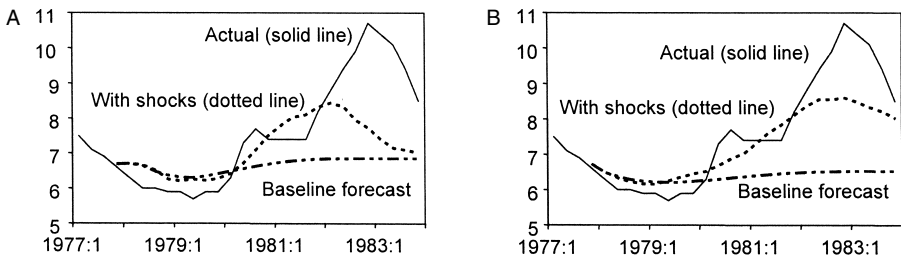 A
11
10
9
8
7
6
5
Actual (solid line)
With shocks (dotted line)
Baseline forecast
1977:1 1979:1 1981:1 1983:1
B
11
10
9
8
7
6
5
Actual (solid line)
With shocks (dotted line)
Baseline forecast
1977:1 1979:1 1981:1 1983:1